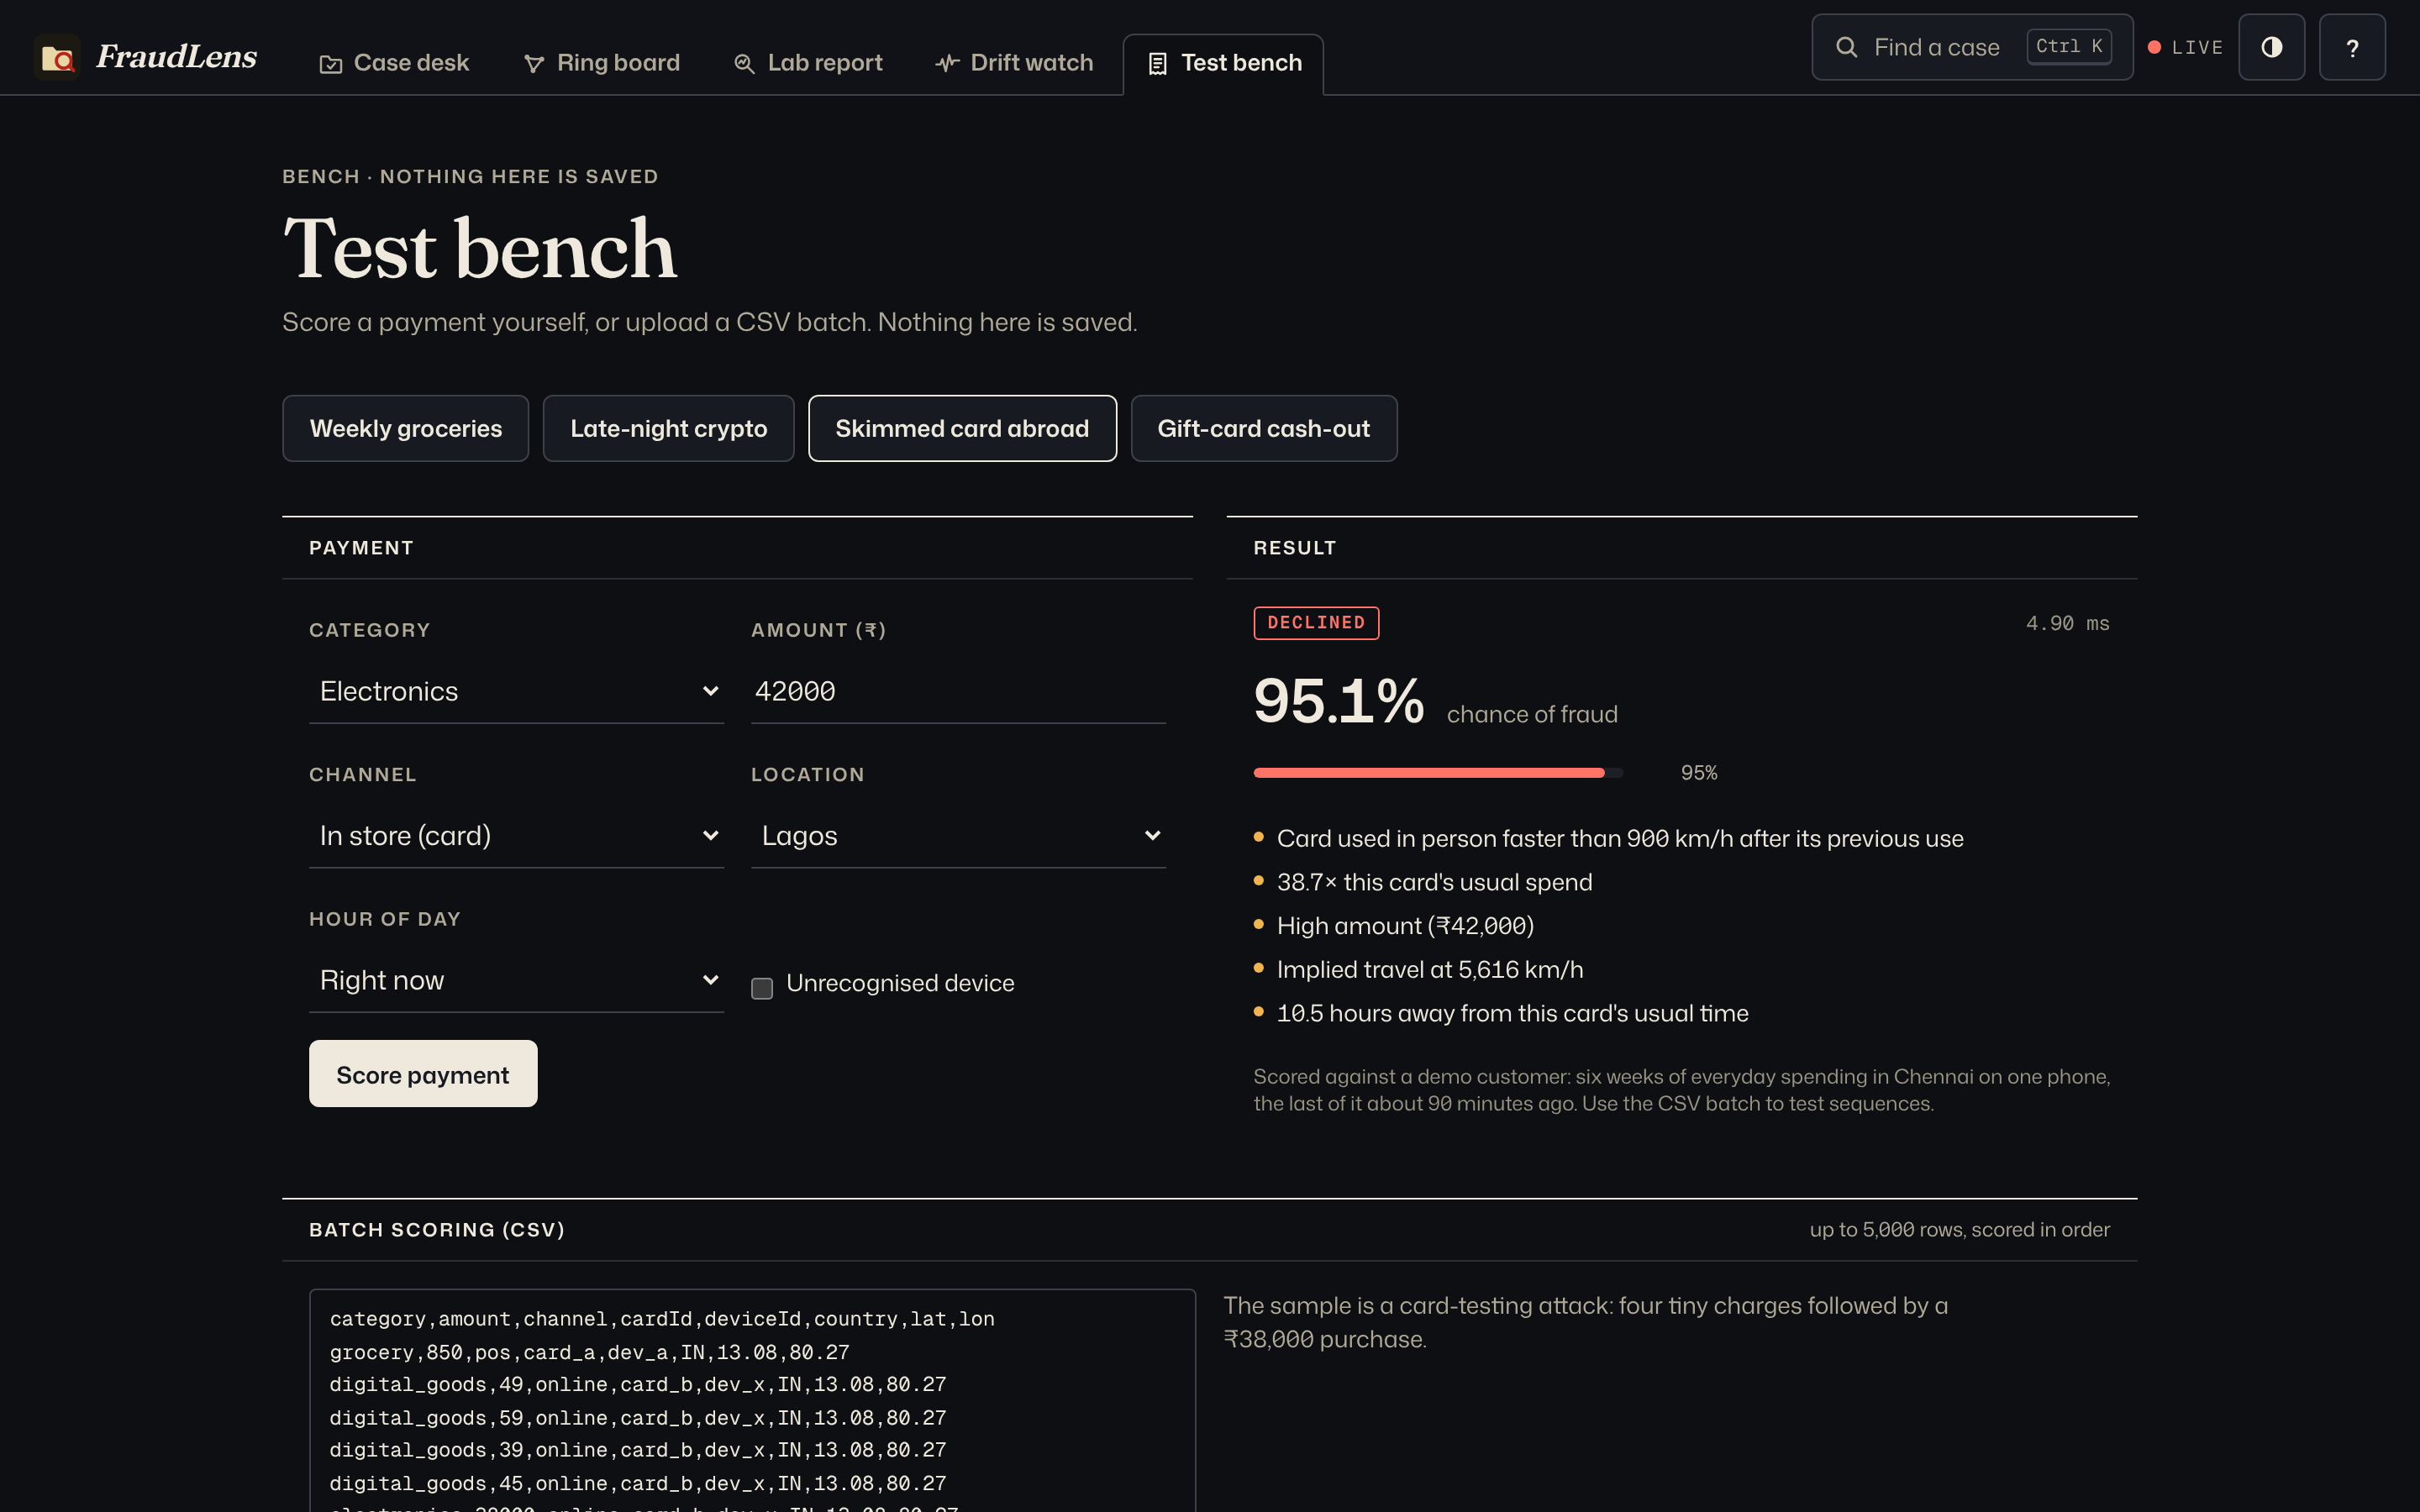 FraudLens
Case desk
Ring board
Lab report
Drift watch
Test bench
Find a case
Ctrl K
LIVE
?
BENCH · NOTHING HERE IS SAVED
Test bench
Score a payment yourself, or upload a CSV batch. Nothing here is saved.
Weekly groceries
Late-night crypto
Skimmed card abroad
Gift-card cash-out
PAYMENT
CATEGORY
AMOUNT (₹)
Electronics
42000
CHANNEL
LOCATION
In store (card)
Lagos
HOUR OF DAY
Right now
Unrecognised device
Score payment
RESULT
DECLINED
4.90 ms
95.1% chance of fraud
95%
Card used in person faster than 900 km/h after its previous use
38.7× this card's usual spend
High amount (₹42,000)
Implied travel at 5,616 km/h
10.5 hours away from this card's usual time
Scored against a demo customer: six weeks of everyday spending in Chennai on one phone,
the last of it about 90 minutes ago. Use the CSV batch to test sequences.
BATCH SCORING (CSV)
up to 5,000 rows, scored in order
category,amount,channel,cardId,deviceId,country,lat,lon
grocery,850,pos,card_a,dev_a,IN,13.08,80.27
digital_goods,49,online,card_b,dev_x,IN,13.08,80.27
digital_goods,59,online,card_b,dev_x,IN,13.08,80.27
digital_goods,39,online,card_b,dev_x,IN,13.08,80.27
digital_goods,45,online,card_b,dev_x,IN,13.08,80.27
The sample is a card-testing attack: four tiny charges followed by a
₹38,000 purchase.